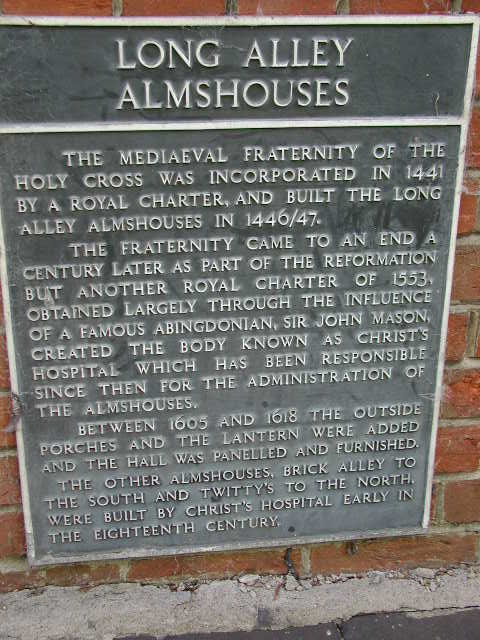 LONG ALLEY
ALMSHOUSES
THE MEDIAEVAL FRATERNITY OF THE
HOLY CROSS WAS INCORPORATED IN 1441
BY A ROYAL CHARTER, AND BUILT THE LONG
ALLEY ALMSHOUSES IN 1446/47.
THE FRATERNITY CAME TO AN END A
CENTURY LATER AS PART OF THE REFORMATION
BUT ANOTHER ROYAL CHARTER OF 1553,
OBTAINED LARGELY THROUGH THE INFLUENCE
OF A FAMOUS ABINGDONIAN, SIR JOHN MASON,
CREATED THE BODY KNOWN AS CHRIST'S
HOSPITAL WHICH HAS BEEN RESPONSIBLE
SINCE THEN FOR THE ADMINISTRATION OF
THE ALMSHOUSES.
BETWEEN 1605 AND 1618 THE OUTSIDE
PORCHES AND THE LANTERN WERE ADDED
AND THE HALL WAS PANELLED AND FURNISHED.
THE OTHER ALMSHOUSES, BRICK ALLEY TO
THE SOUTH AND TWITTY'S TO THE NORTH,
WERE BUILT BY CHRIST'S HOSPITAL EARLY IN
THE EIGHTEENTH CENTURY.